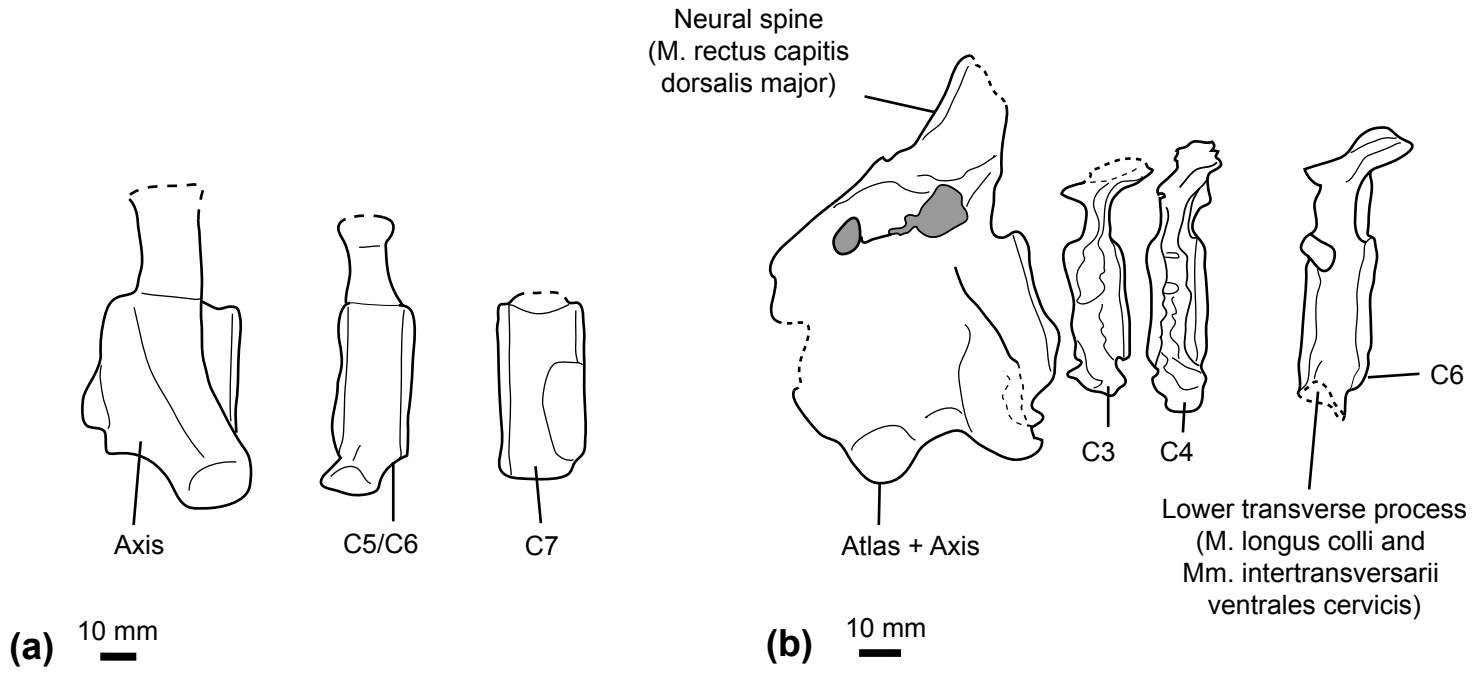 Neural spine
(M. rectus capitis
dorsalis major)
Axis
C5/C6
C7
C3
C4
C6
Atlas + Axis
Lower transverse process
(M. longus colli and
Mm. intertransversarii
ventrales cervicis)
(a)
10 mm
(b)
10 mm